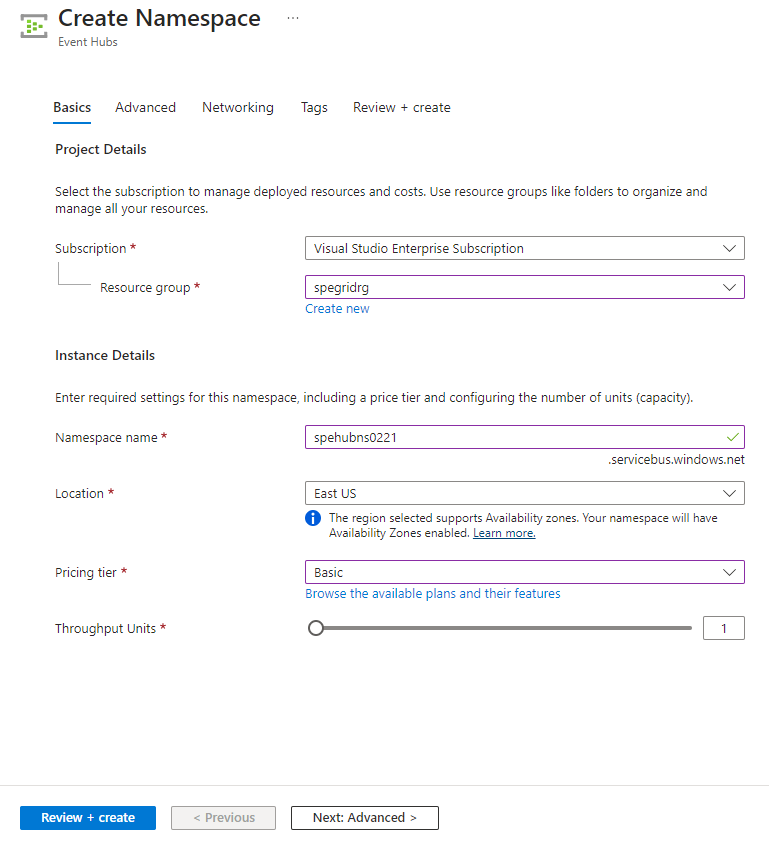 Create Namespace ...
Event Hubs
Basics Advanced Networking Tags Review + create
Project Details
Select the subscription to manage deployed resources and costs. Use resource groups like folders to organize and
manage all your resources.
Subscription * Visual Studio Enterprise Subscription
Resource group * spegridrg
Create new
Instance Details
Enter required settings for this namespace, including a price tier and configuring the number of units (capacity).
Namespace name * spehubns0221
.servicebus.windows.net
Location * East US
The region selected supports Availability zones. Your namespace will have
Availability Zones enabled. Learn more.
Pricing tier * Basic
Browse the available plans and their features
Throughput Units * 1
Review + create < Previous Next: Advanced >